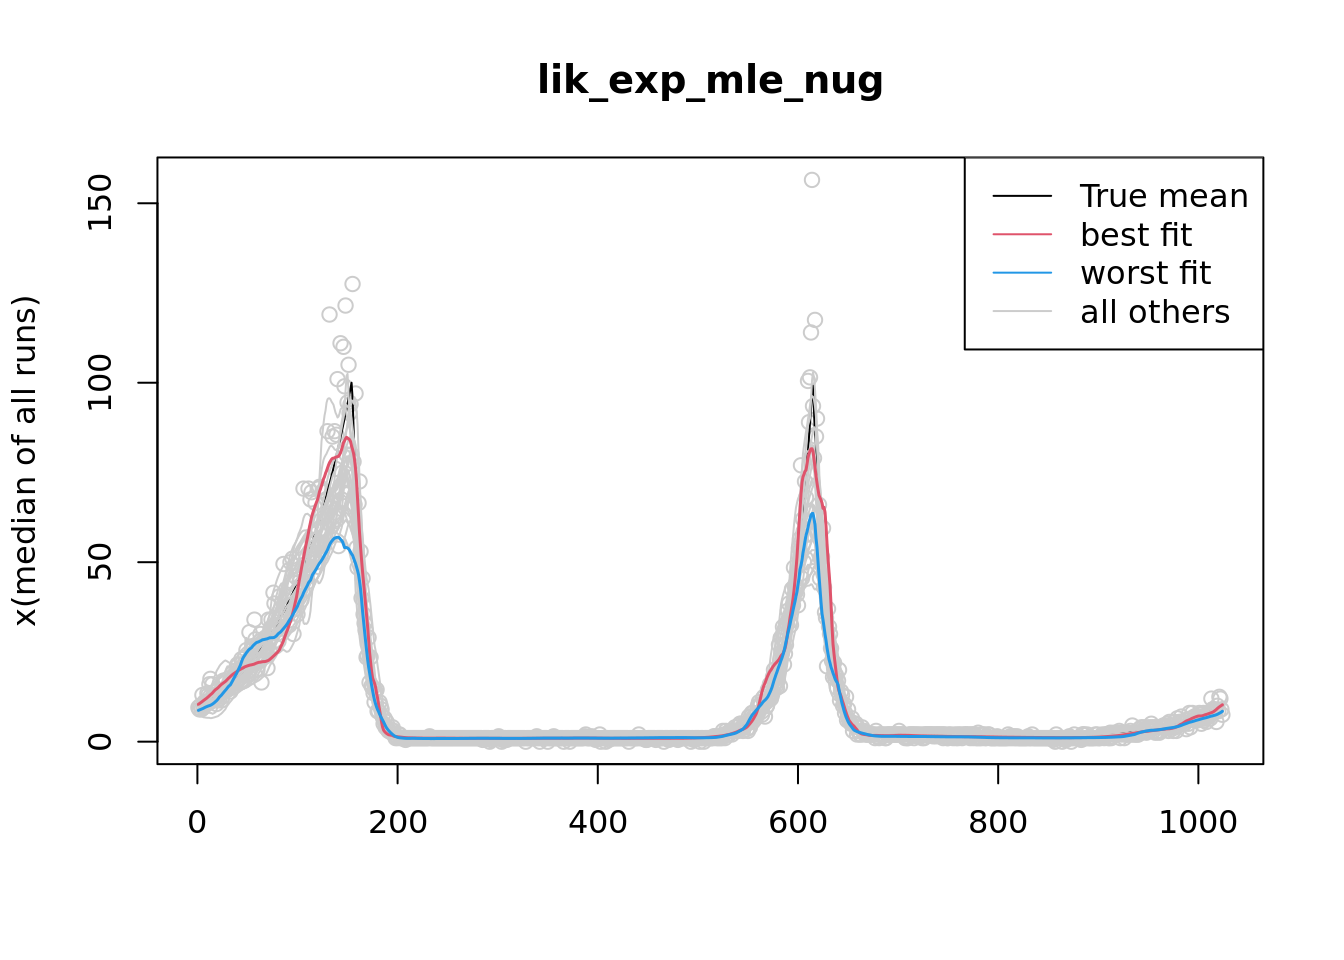 lik_exp_mle_nug
x(median of all runs)
150
100
50
0
True mean
best fit
worst fit
all others
0 200 400 600 800 1000